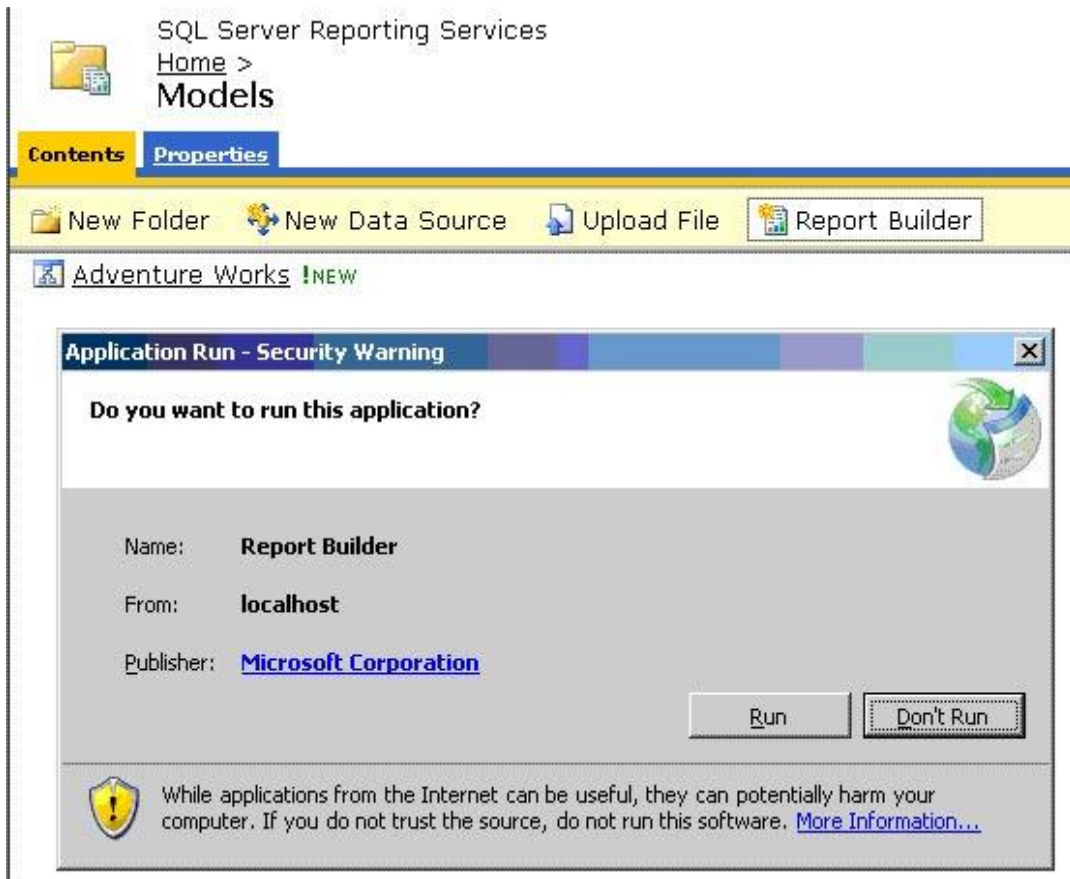 SQL Server Reporting Services
Home >
Models
Contents Properties
New Folder New Data Source Upload File Report Builder
Adventure Works !NEW
Application Run - Security Warning
Do you want to run this application?
Name: Report Builder
From: localhost
Publisher: Microsoft Corporation
Run Don't Run
While applications from the Internet can be useful, they can potentially harm your
computer. If you do not trust the source, do not run this software. More Information...